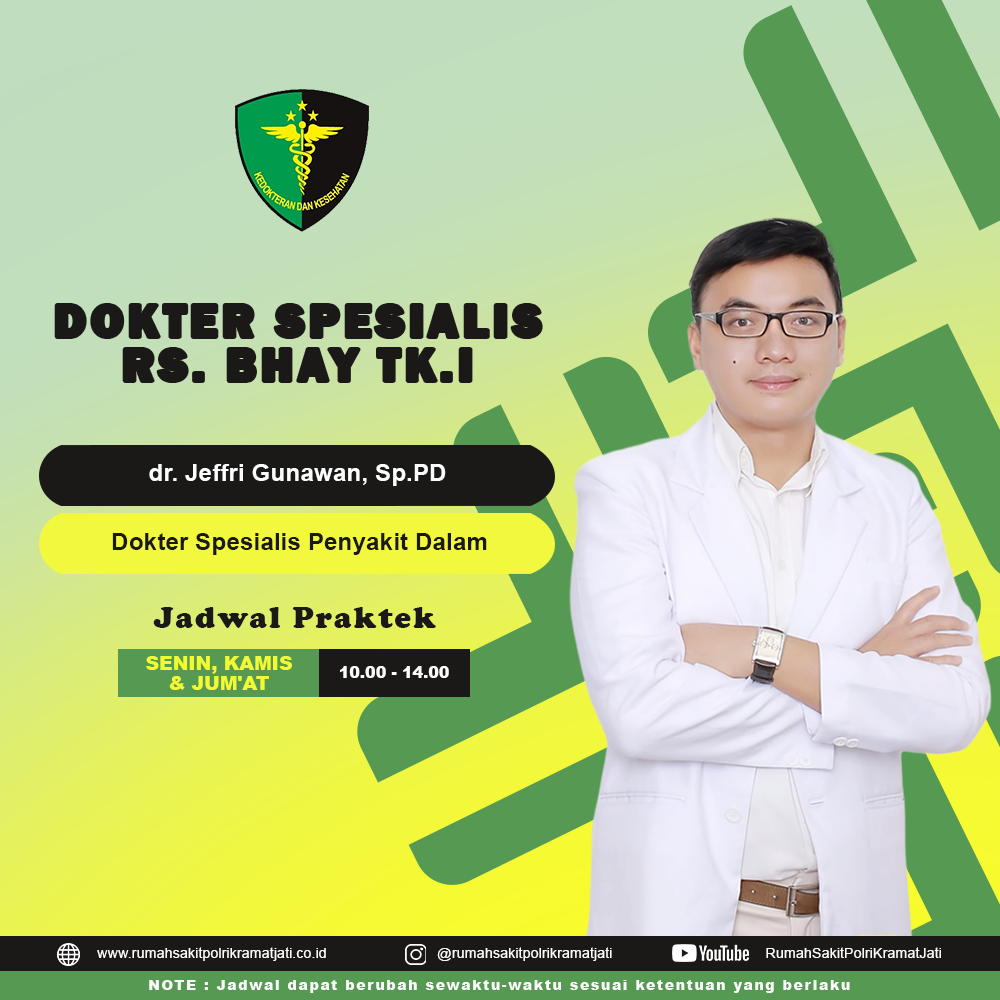 KEDOKTERAN DAN KESEHATAN
DOKTER SPESIALIS
RS. BHAY TK.I
dr. Jeffri Gunawan, Sp.PD
Dokter Spesialis Penyakit Dalam
Jadwal Praktek
SENIN, KAMIS
& JUM'AT
10.00 - 14.00
www.rumahsakitpolrikramatjati.co.id
@rumahsakitpolrikramatjati
YouTube
RumahSakitPolriKramatJati
NOTE : Jadwal dapat berubah sewaktu-waktu sesuai ketentuan yang berlaku